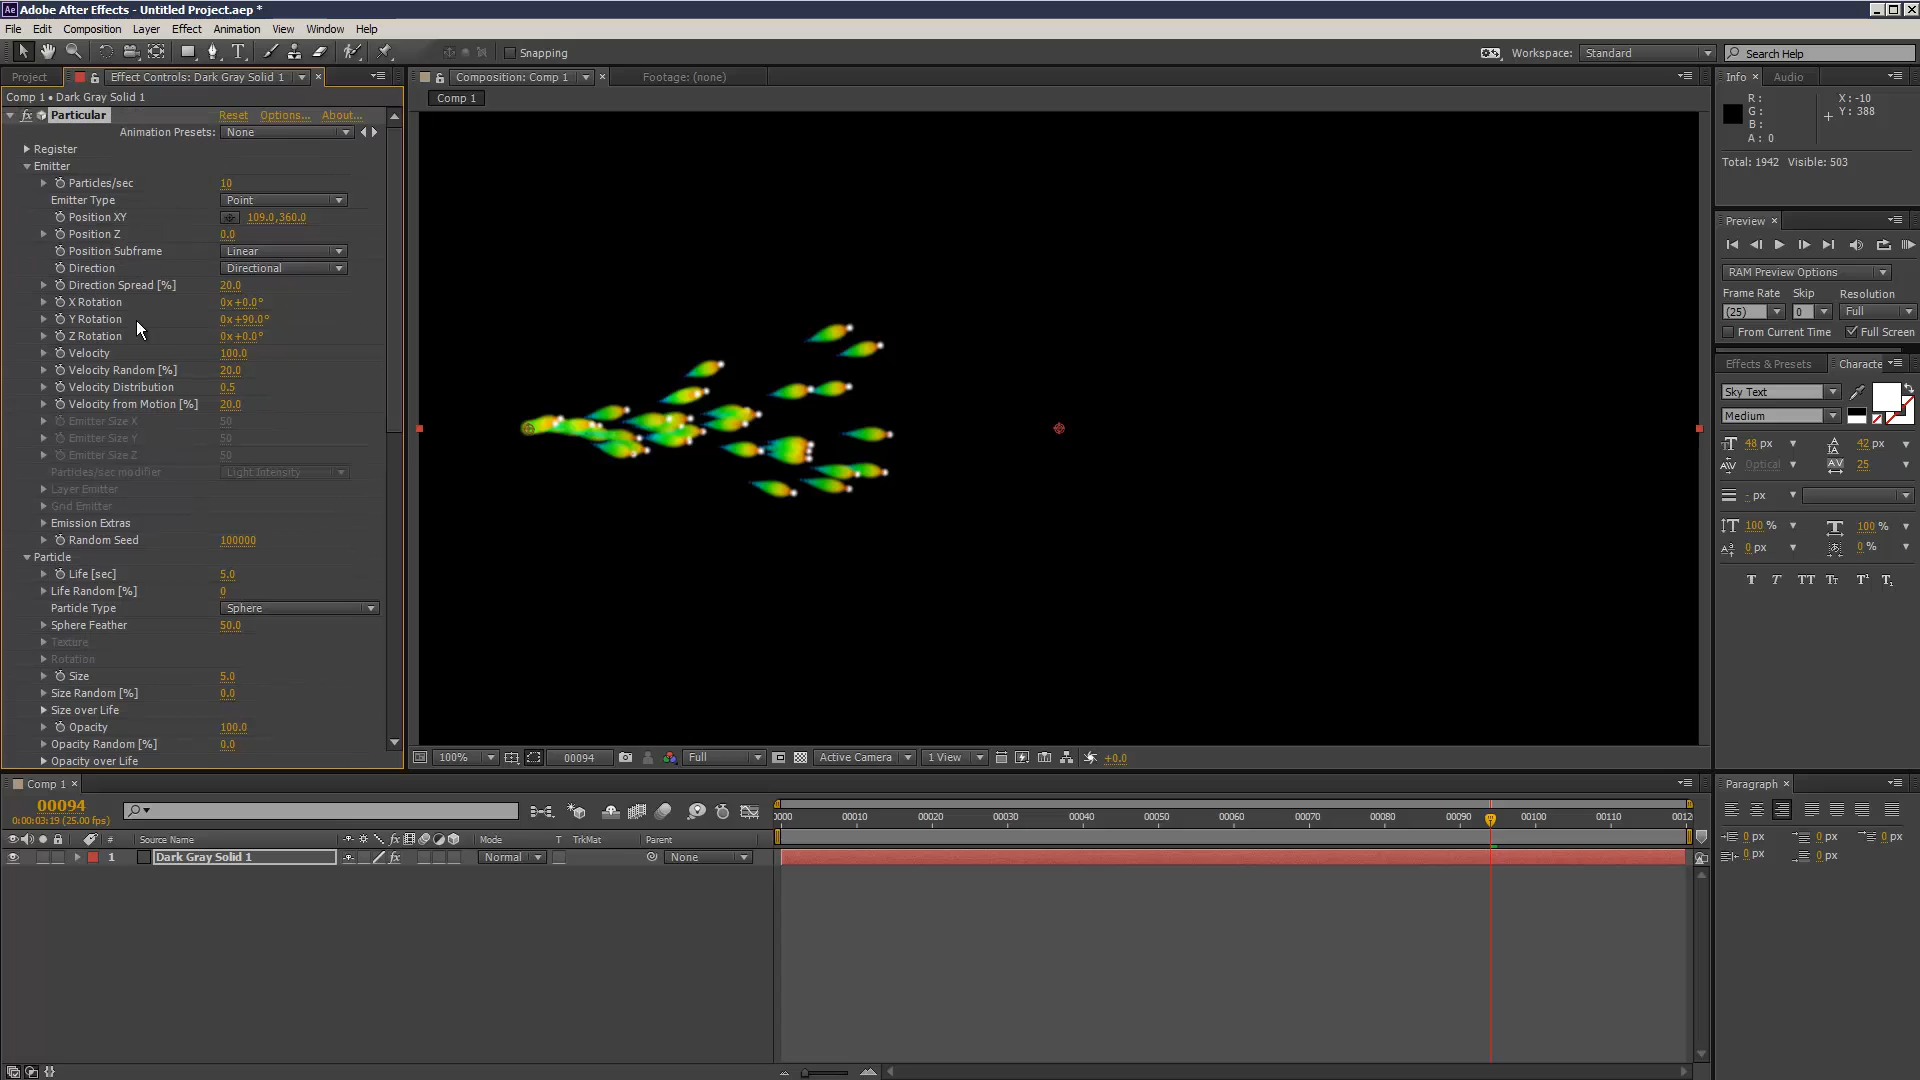 Ae Adobe After Effects - Untitled Project.aep *
File Edit Composition Layer Effect Animation View Window Help
Snapping Workspace: Standard Search Help
Project Effect Controls: Dark Gray Solid 1 Composition: Comp 1 Footage: (none) Info Audio
Comp 1 • Dark Gray Solid 1
Comp 1
fx Particular Reset Options... About...
Animation Presets: None
Register
Emitter
Particles/sec 10
Emitter Type Point
Position XY 109.0,360.0
Position Z 0.0
Position Subframe Linear
Direction Directional
Direction Spread [%] 20.0
X Rotation 0x+0.0°
Y Rotation 0x+90.0°
Z Rotation 0x+0.0°
Velocity 100.0
Velocity Random [%] 20.0
Velocity Distribution 0.5
Velocity from Motion [%] 20.0
Emitter Size X 50
Emitter Size Y 50
Emitter Size Z 50
Particles/sec modifier Light Intensity
Layer Emitter
Grid Emitter
Emission Extras
Random Seed 100000
Particle
Life [sec] 5.0
Life Random [%] 0
Particle Type Sphere
Sphere Feather 50.0
Texture
Rotation
Size 5.0
Size Random [%] 0.0
Size over Life
Opacity 100.0
Opacity Random [%] 0.0
Opacity over Life
100% 00094 Full Active Camera 1 View +0.0
R: X: -10
G: Y: 388
B:
A: 0
Total: 1942 Visible: 503
Preview
RAM Preview Options
Frame Rate Skip Resolution
(25) 0 Full
From Current Time Full Screen
Effects & Presets Characte
Sky Text
Medium
48 px 42 px
Optical 25
- px
100 % 100 %
0 px 0 %
T T TT Tt T¹ T₁
Comp 1
00094
0:00:03:19 (25.00 fps)
# Source Name fx Mode T TrkMat Parent
0000 00010 00020 00030 00040 00050 00060 00070 00080 00090 00100 00110 0012
1 Dark Gray Solid 1 fx Normal None
Paragraph
0 px 0 px 0 px
0 px 0 px